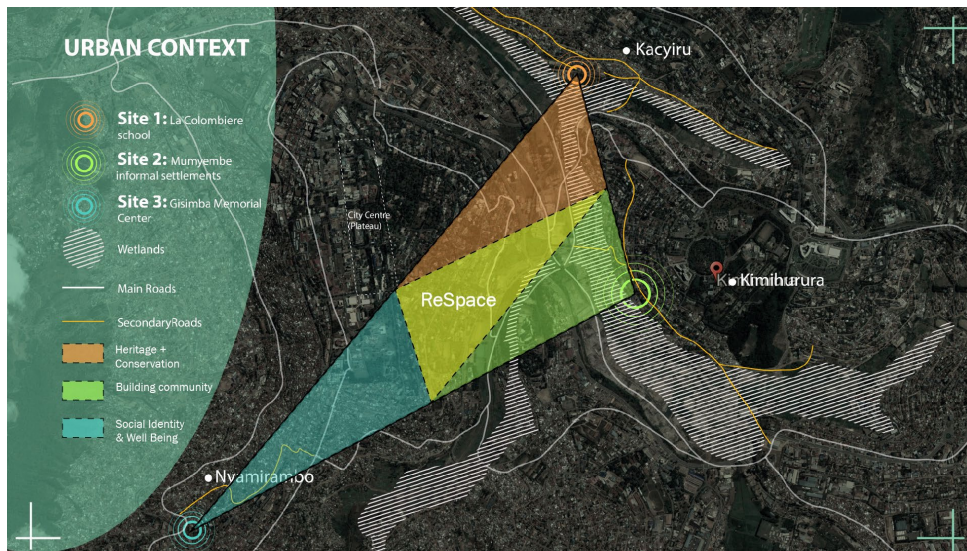 URBAN CONTEXT
Site 1: La Colombiere
school
Site 2: Mumyembe
informal settlements
Site 3: Gisimba Memorial
Center
Wetlands
Main Roads
SecondaryRoads
Heritage +
Conservation
Building community
Social Identity
& Well Being
Kacyiru
City Centre
(Plateau)
ReSpace
Kimihurura
Nyamirambo